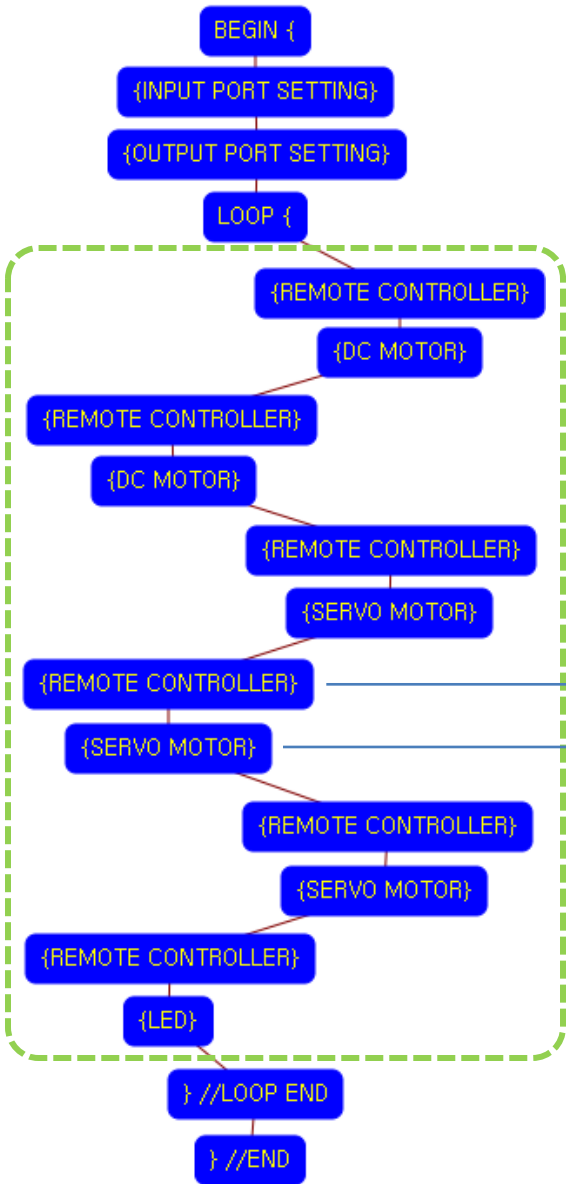 BEGIN {
{INPUT PORT SETTING}
{OUTPUT PORT SETTING}
LOOP {
{REMOTE CONTROLLER}
{DC MOTOR}
{REMOTE CONTROLLER}
{DC MOTOR}
{REMOTE CONTROLLER}
{SERVO MOTOR}
{REMOTE CONTROLLER}
{SERVO MOTOR}
{REMOTE CONTROLLER}
{SERVO MOTOR}
{REMOTE CONTROLLER}
{LED}
} //LOOP END
} //END